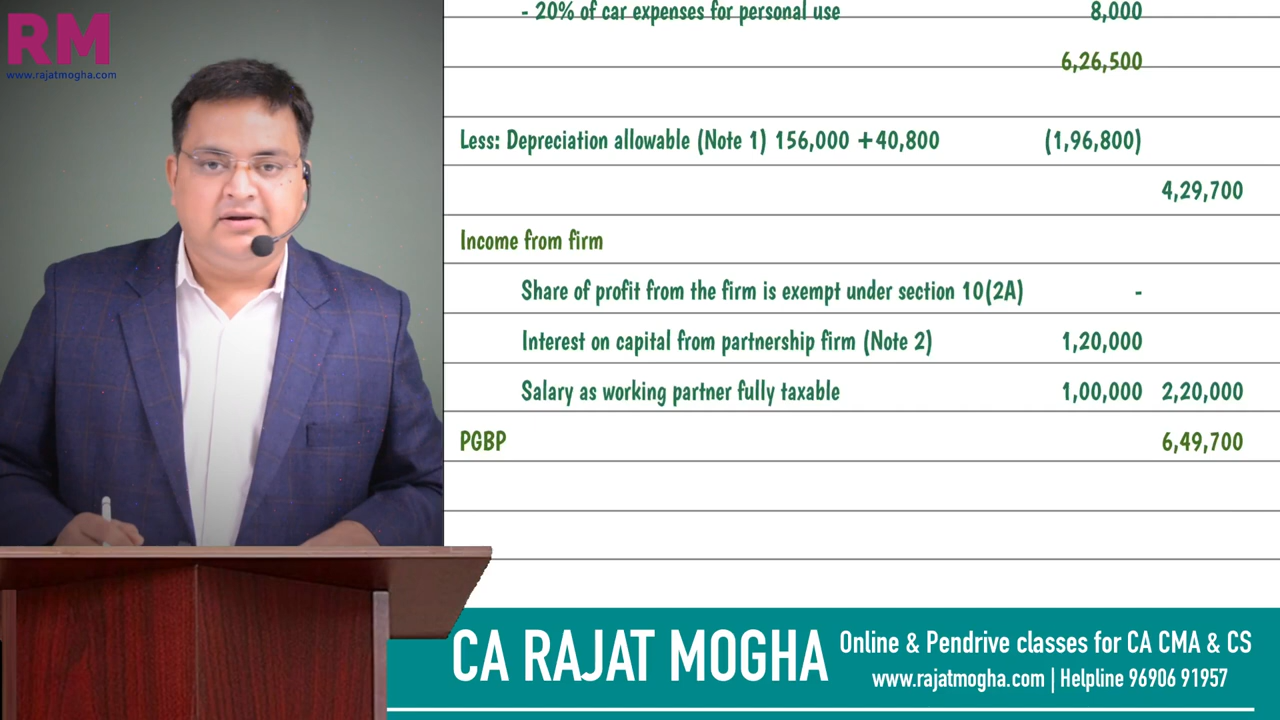 RM
www.rajatmogha.com
- 20% of car expenses for personal use 8,000
6,26,500
Less: Depreciation allowable (Note 1) 156,000 +40,800 (1,96,800)
4,29,700
Income from firm
Share of profit from the firm is exempt under section 10(2A) -
Interest on capital from partnership firm (Note 2) 1,20,000
Salary as working partner fully taxable 1,00,000 2,20,000
PGBP 6,49,700
CA RAJAT MOGHA
Online & Pendrive classes for CA CMA & CS
www.rajatmogha.com | Helpline 96906 91957